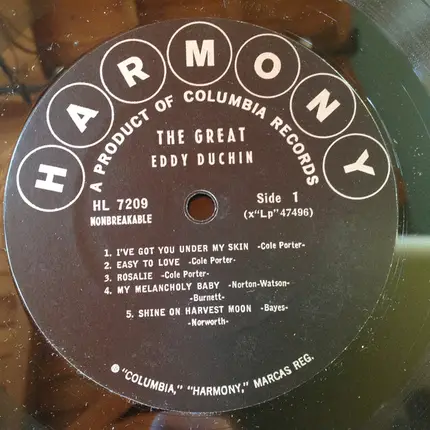 HARMONY
A PRODUCT OF COLUMBIA RECORDS
THE GREAT
EDDY DUCHIN
HL 7209
NONBREAKABLE
Side 1
(x"Lp"47496)
1. I'VE GOT YOU UNDER MY SKIN -Cole Porter-
2. EASY TO LOVE -Cole Porter-
3. ROSALIE -Cole Porter-
4. MY MELANCHOLY BABY -Norton-Watson-
-Burnett-
5. SHINE ON HARVEST MOON -Bayes-
-Norworth-
℗ "COLUMBIA," "HARMONY," MARCAS REG.